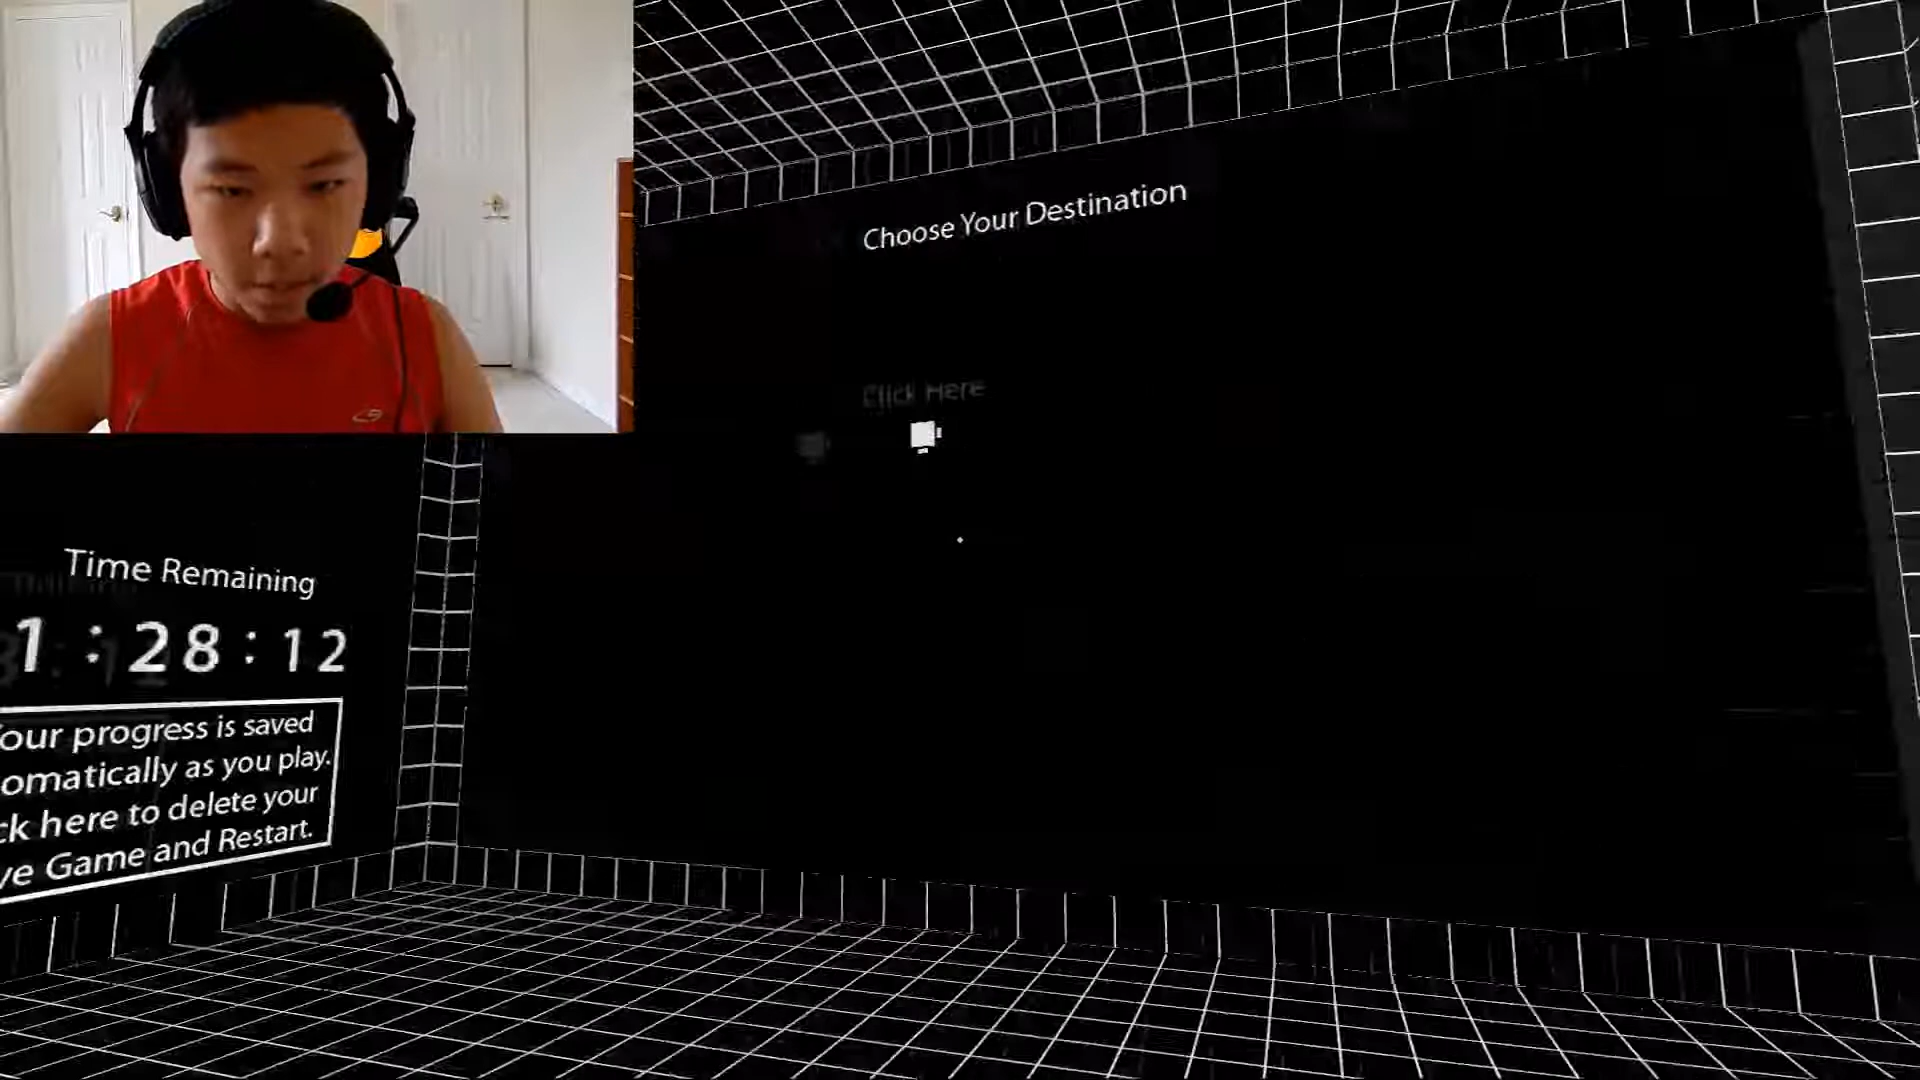 Choose Your Destination
Click Here
Time Remaining
1:28:12
our progress is saved
omatically as you play.
ck here to delete your
ve Game and Restart.